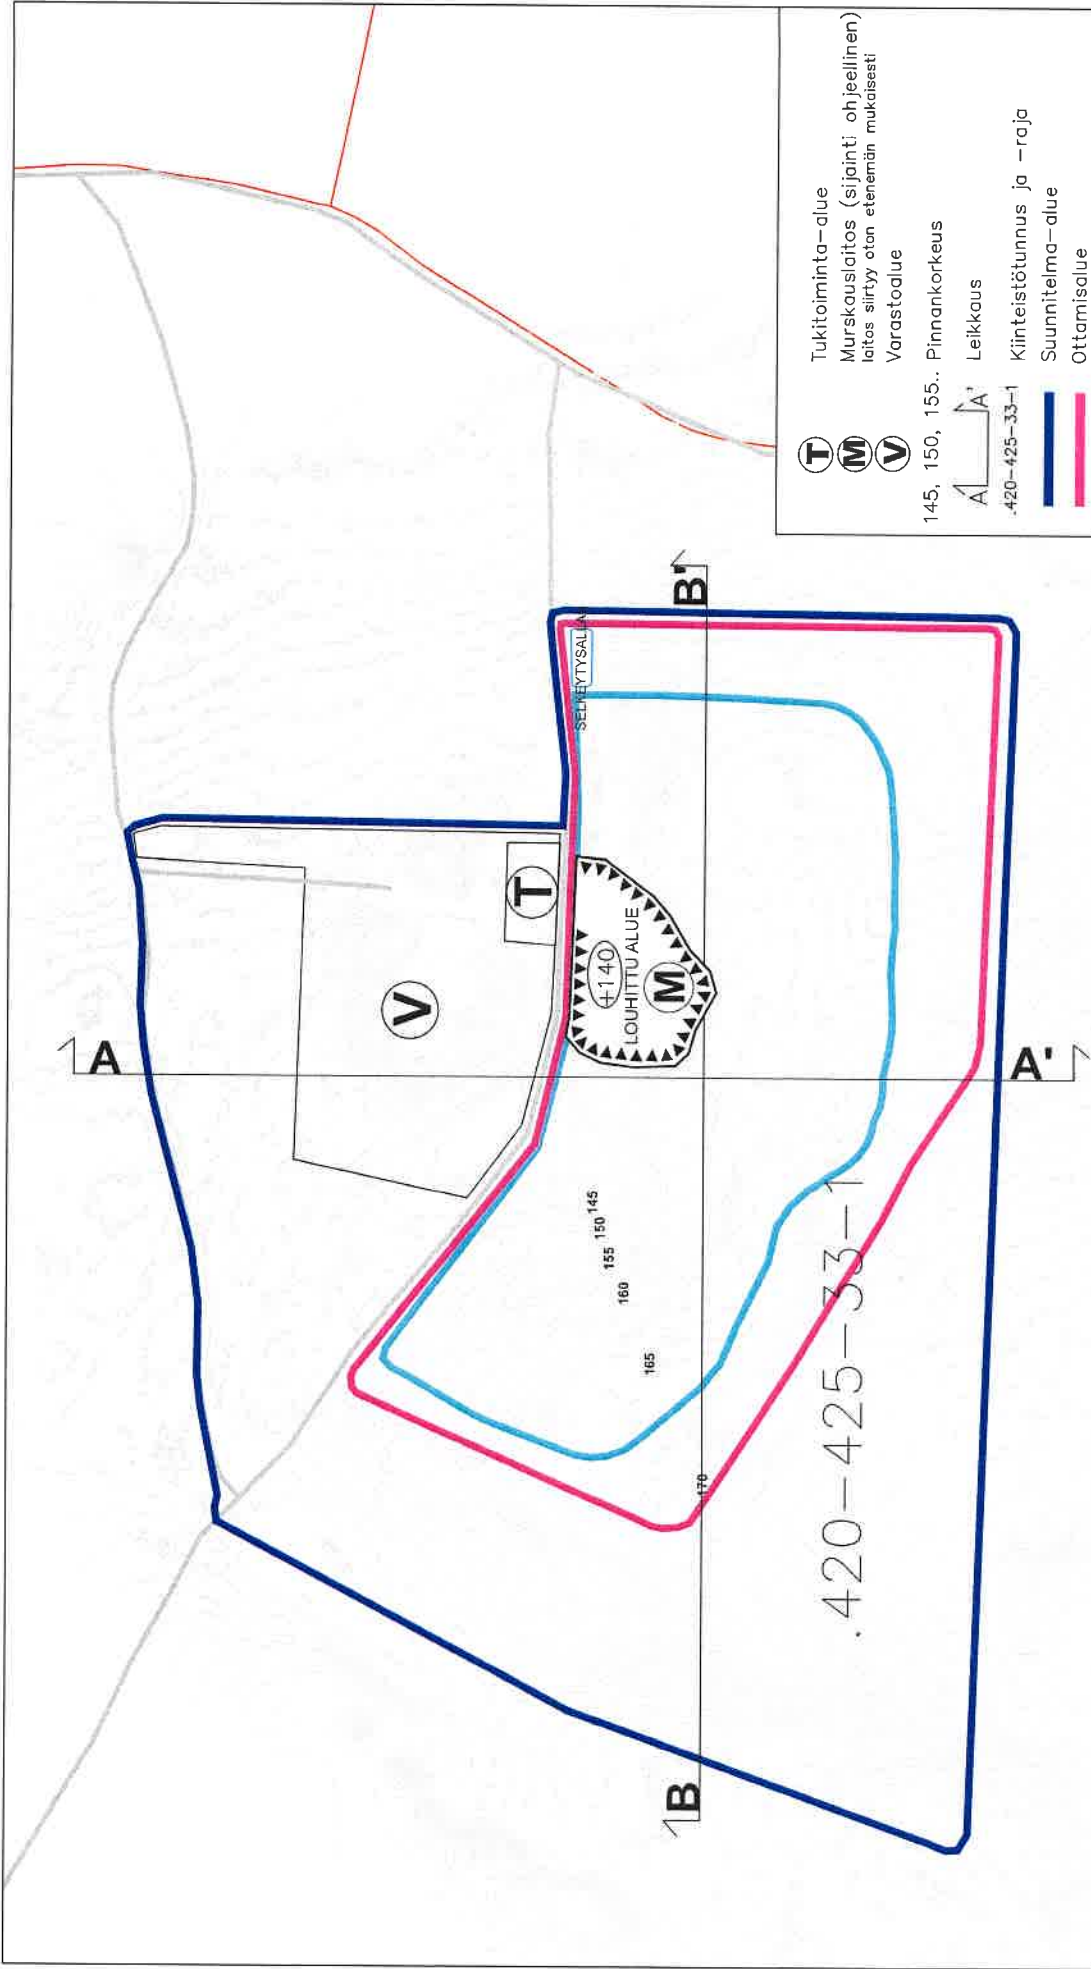 A
A'
B
B'
V
T
M
+140
LOUHITTU ALUE
SELKEYTYSALLAS
145
150
155
160
165
170
.420-425-33-1
T Tukitoiminta-alue
M Murskauslaitos (sijainti ohjeellinen)
laitos siirtyy oton etenemän mukaisesti
V Varastoalue
145, 150, 155.. Pinnankorkeus
A A' Leikkaus
.420-425-33-1 Kiinteistötunnus ja -raja
Suunnitelma-alue
Ottamisalue